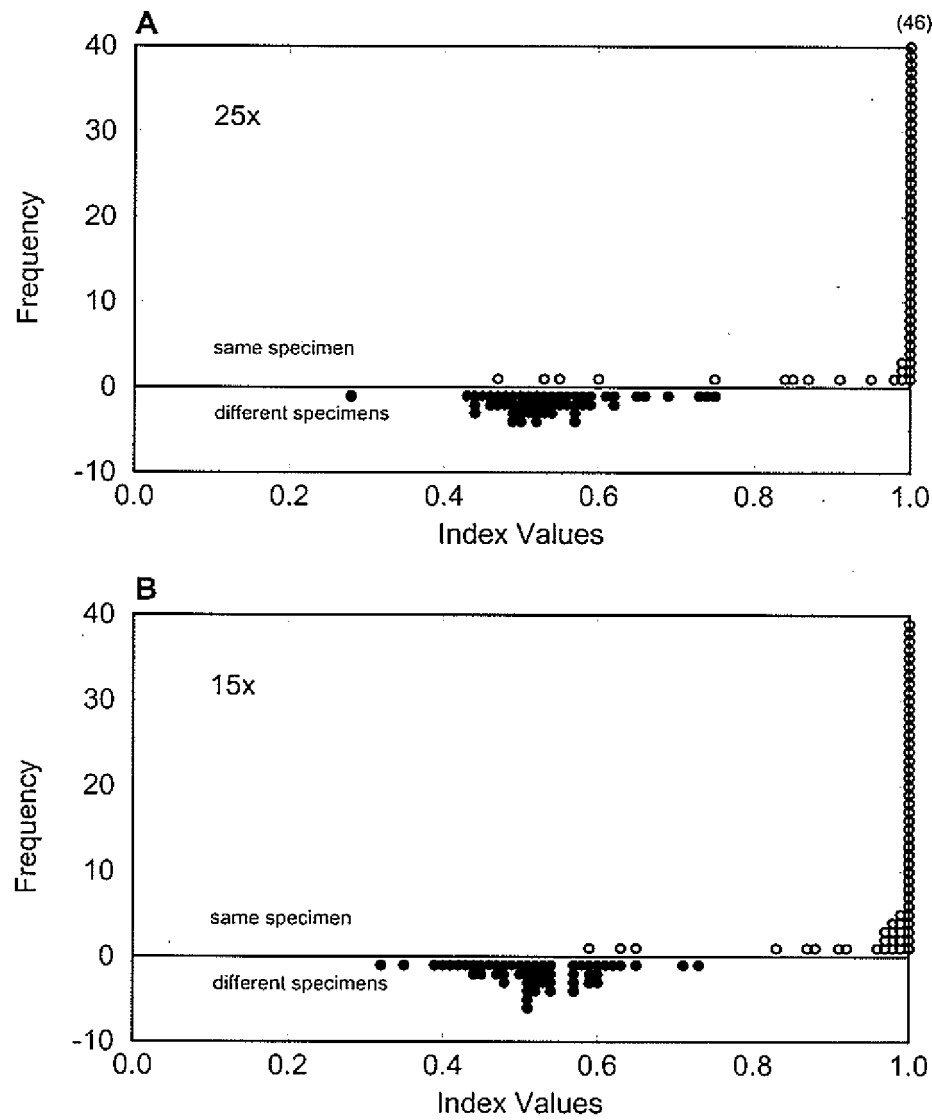 A
(46)
40
25x
30
Frequency
20
10
same specimen
0
different specimens
-10
0.0 0.2 0.4 0.6 0.8 1.0
Index Values
B
40
15x
30
Frequency
20
10
same specimen
0
different specimens
-10
0.0 0.2 0.4 0.6 0.8 1.0
Index Values